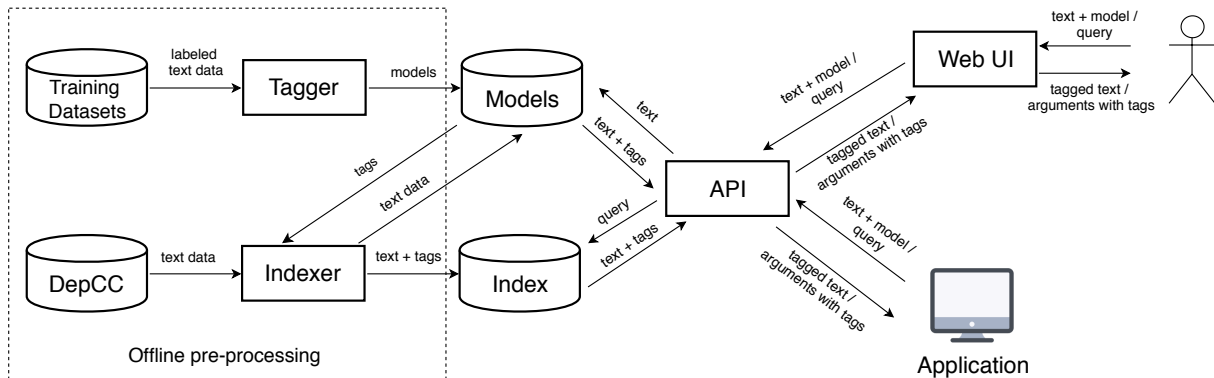 Training
Datasets
labeled
text data
Tagger
models
Models
tags
text data
DepCC
text data
Indexer
text + tags
Index
Offline pre-processing
text
text + tags
query
text + tags
API
text + model /
query
tagged text /
arguments with tags
Web UI
text + model /
query
tagged text /
arguments with tags
text + model /
query
tagged text /
arguments with tags
Application